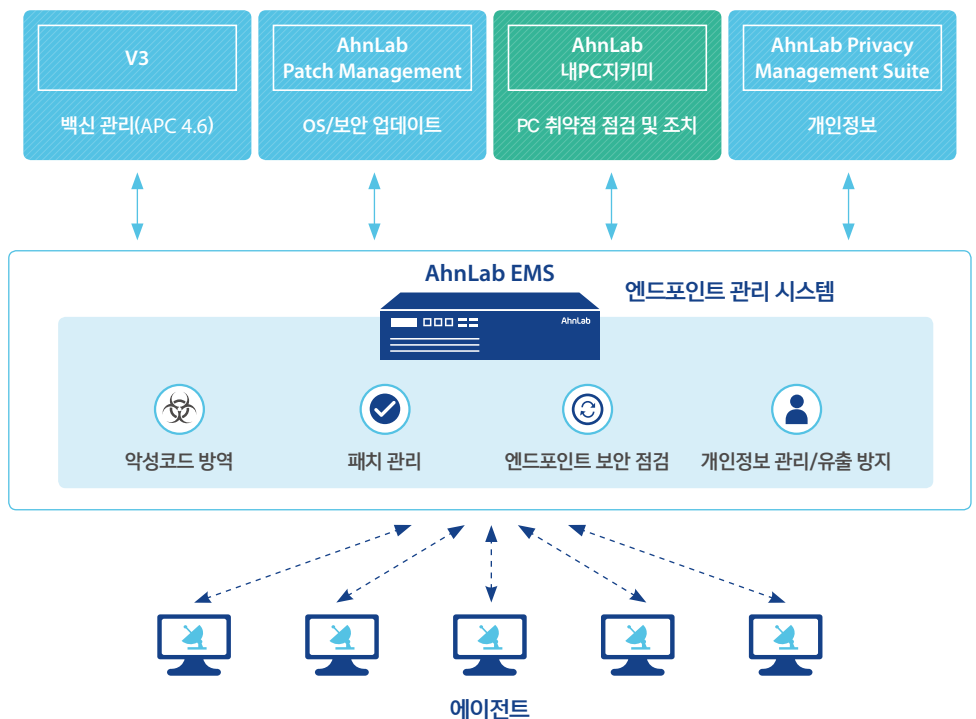 V3
백신 관리(APC 4.6)
AhnLab
Patch Management
OS/보안 업데이트
AhnLab
내PC지키미
PC 취약점 점검 및 조치
AhnLab Privacy
Management Suite
개인정보
AhnLab EMS
엔드포인트 관리 시스템
AhnLab
악성코드 방역
패치 관리
엔드포인트 보안 점검
개인정보 관리/유출 방지
에이전트